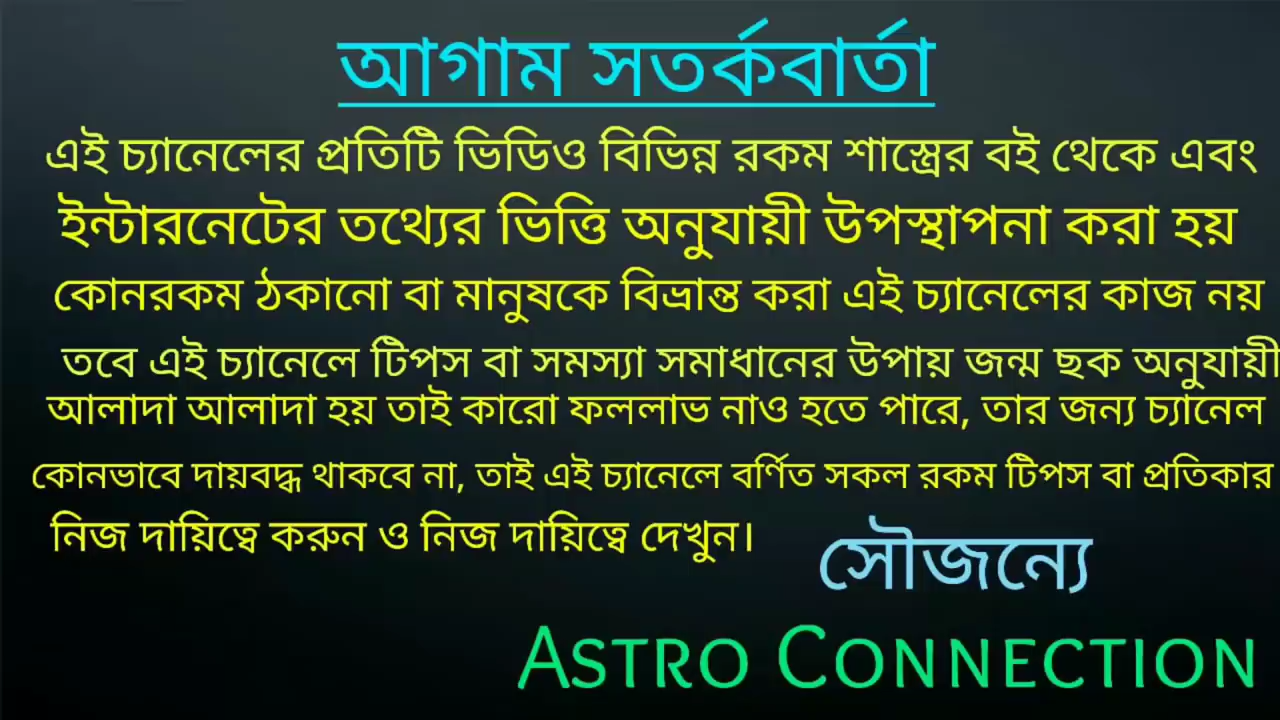 আগাম সতর্কবার্তা
এই চ্যানেলের প্রতিটি ভিডিও বিভিন্ন রকম শাস্ত্রের বই থেকে এবং
ইন্টারনেটের তথ্যের ভিত্তি অনুযায়ী উপস্থাপনা করা হয়
কোনরকম ঠকানো বা মানুষকে বিভ্রান্ত করা এই চ্যানেলের কাজ নয়
তবে এই চ্যানেলে টিপস বা সমস্যা সমাধানের উপায় জন্ম ছক অনুযায়ী
আলাদা আলাদা হয় তাই কারো ফললাভ নাও হতে পারে, তার জন্য চ্যানেল
কোনভাবে দায়বদ্ধ থাকবে না, তাই এই চ্যানেলে বর্ণিত সকল রকম টিপস বা প্রতিকার
নিজ দায়িত্বে করুন ও নিজ দায়িত্বে দেখুন।
সৌজন্যে
ASTRO CONNECTION